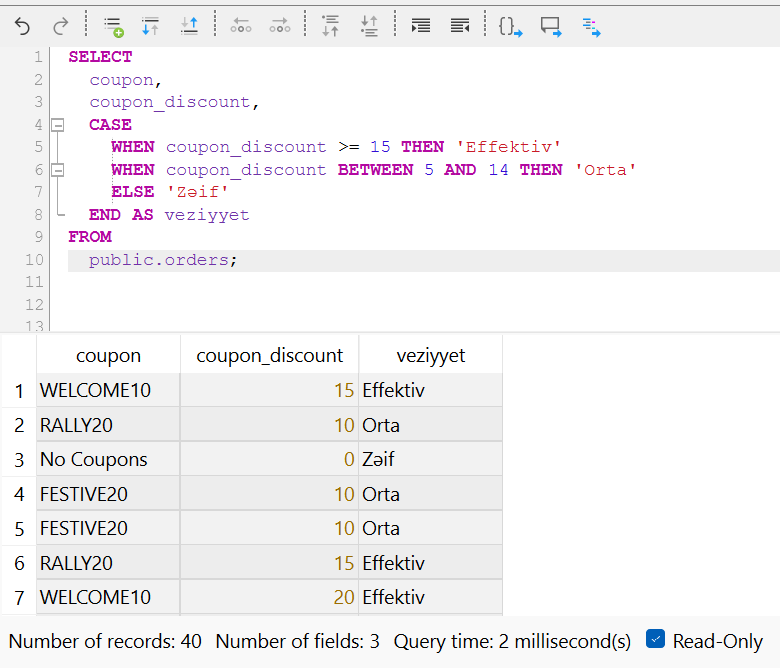 1 SELECT
2 coupon,
3 coupon_discount,
4 CASE
5 WHEN coupon_discount >= 15 THEN 'Effektiv'
6 WHEN coupon_discount BETWEEN 5 AND 14 THEN 'Orta'
7 ELSE 'Zəif'
8 END AS veziyyet
9 FROM
10 public.orders;
11
12
13
coupon coupon_discount veziyyet
1 WELCOME10 15 Effektiv
2 RALLY20 10 Orta
3 No Coupons 0 Zəif
4 FESTIVE20 10 Orta
5 FESTIVE20 10 Orta
6 RALLY20 15 Effektiv
7 WELCOME10 20 Effektiv
Number of records: 40 Number of fields: 3 Query time: 2 millisecond(s) Read-Only